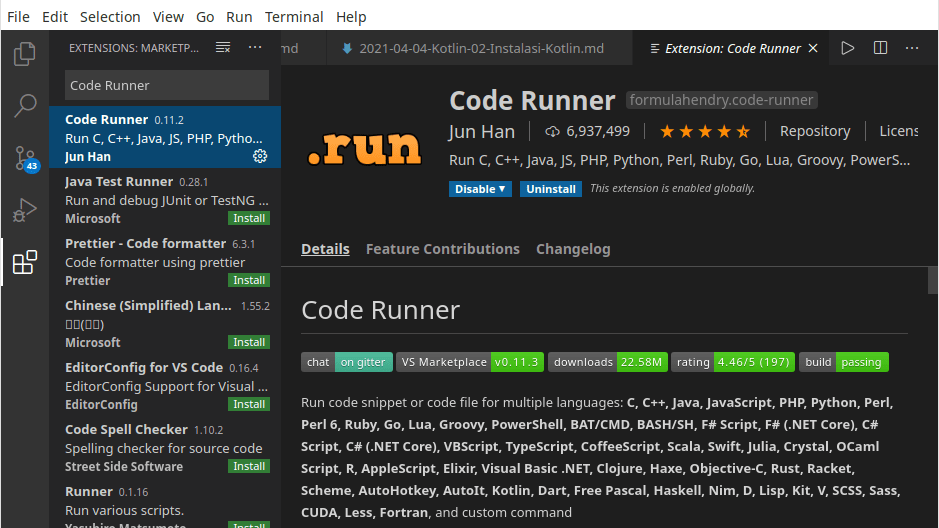 File Edit Selection View Go Run Terminal Help
EXTENSIONS: MARKETP...
md
2021-04-04-Kotlin-02-Instalasi-Kotlin.md
Extension: Code Runner
Code Runner
Code Runner 0.11.2
Run C, C++, Java, JS, PHP, Pytho...
Jun Han
43
Java Test Runner 0.28.1
Run and debug JUnit or TestNG ...
Microsoft Install
Prettier - Code formatter 6.3.1
Code formatter using prettier
Prettier Install
Chinese (Simplified) Lan... 1.55.2
Microsoft Install
EditorConfig for VS Code 0.16.4
EditorConfig Support for Visual ...
EditorConfig Install
Code Spell Checker 1.10.2
Spelling checker for source code
Street Side Software Install
Runner 0.1.16
Run various scripts.
Yasuhiro Matsumoto Install
.run
Code Runner formulahendry.code-runner
Jun Han 6,937,499 Repository Licens
Run C, C++, Java, JS, PHP, Python, Perl, Ruby, Go, Lua, Groovy, PowerS...
Disable Uninstall This extension is enabled globally.
Details Feature Contributions Changelog
Code Runner
chat on gitter VS Marketplace v0.11.3 downloads 22.58M rating 4.46/5 (197) build passing
Run code snippet or code file for multiple languages: C, C++, Java, JavaScript, PHP, Python, Perl,
Perl 6, Ruby, Go, Lua, Groovy, PowerShell, BAT/CMD, BASH/SH, F# Script, F# (.NET Core), C#
Script, C# (.NET Core), VBScript, TypeScript, CoffeeScript, Scala, Swift, Julia, Crystal, OCaml
Script, R, AppleScript, Elixir, Visual Basic .NET, Clojure, Haxe, Objective-C, Rust, Racket,
Scheme, AutoHotkey, AutoIt, Kotlin, Dart, Free Pascal, Haskell, Nim, D, Lisp, Kit, V, SCSS, Sass,
CUDA, Less, Fortran, and custom command